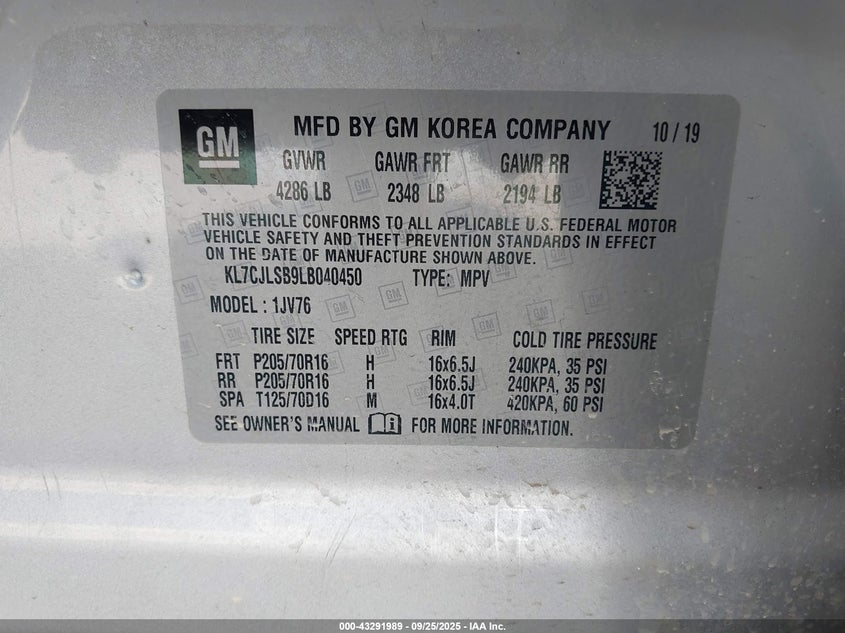 GM MFD BY GM KOREA COMPANY 10 / 19
GVWR GAWR FRT GAWR RR
4286 LB 2348 LB 2194 LB
THIS VEHICLE CONFORMS TO ALL APPLICABLE U.S. FEDERAL MOTOR
VEHICLE SAFETY AND THEFT PREVENTION STANDARDS IN EFFECT
ON THE DATE OF MANUFACTURE SHOWN ABOVE.
KL7CJLSB9LB040450 TYPE: MPV
MODEL : 1JV76
TIRE SIZE SPEED RTG RIM COLD TIRE PRESSURE
FRT P205/70R16 H 16x6.5J 240KPA, 35 PSI
RR P205/70R16 H 16x6.5J 240KPA, 35 PSI
SPA T125/70D16 M 16x4.0T 420KPA, 60 PSI
SEE OWNER'S MANUAL FOR MORE INFORMATION.
000-43291989 - 09/25/2025 - IAA Inc.